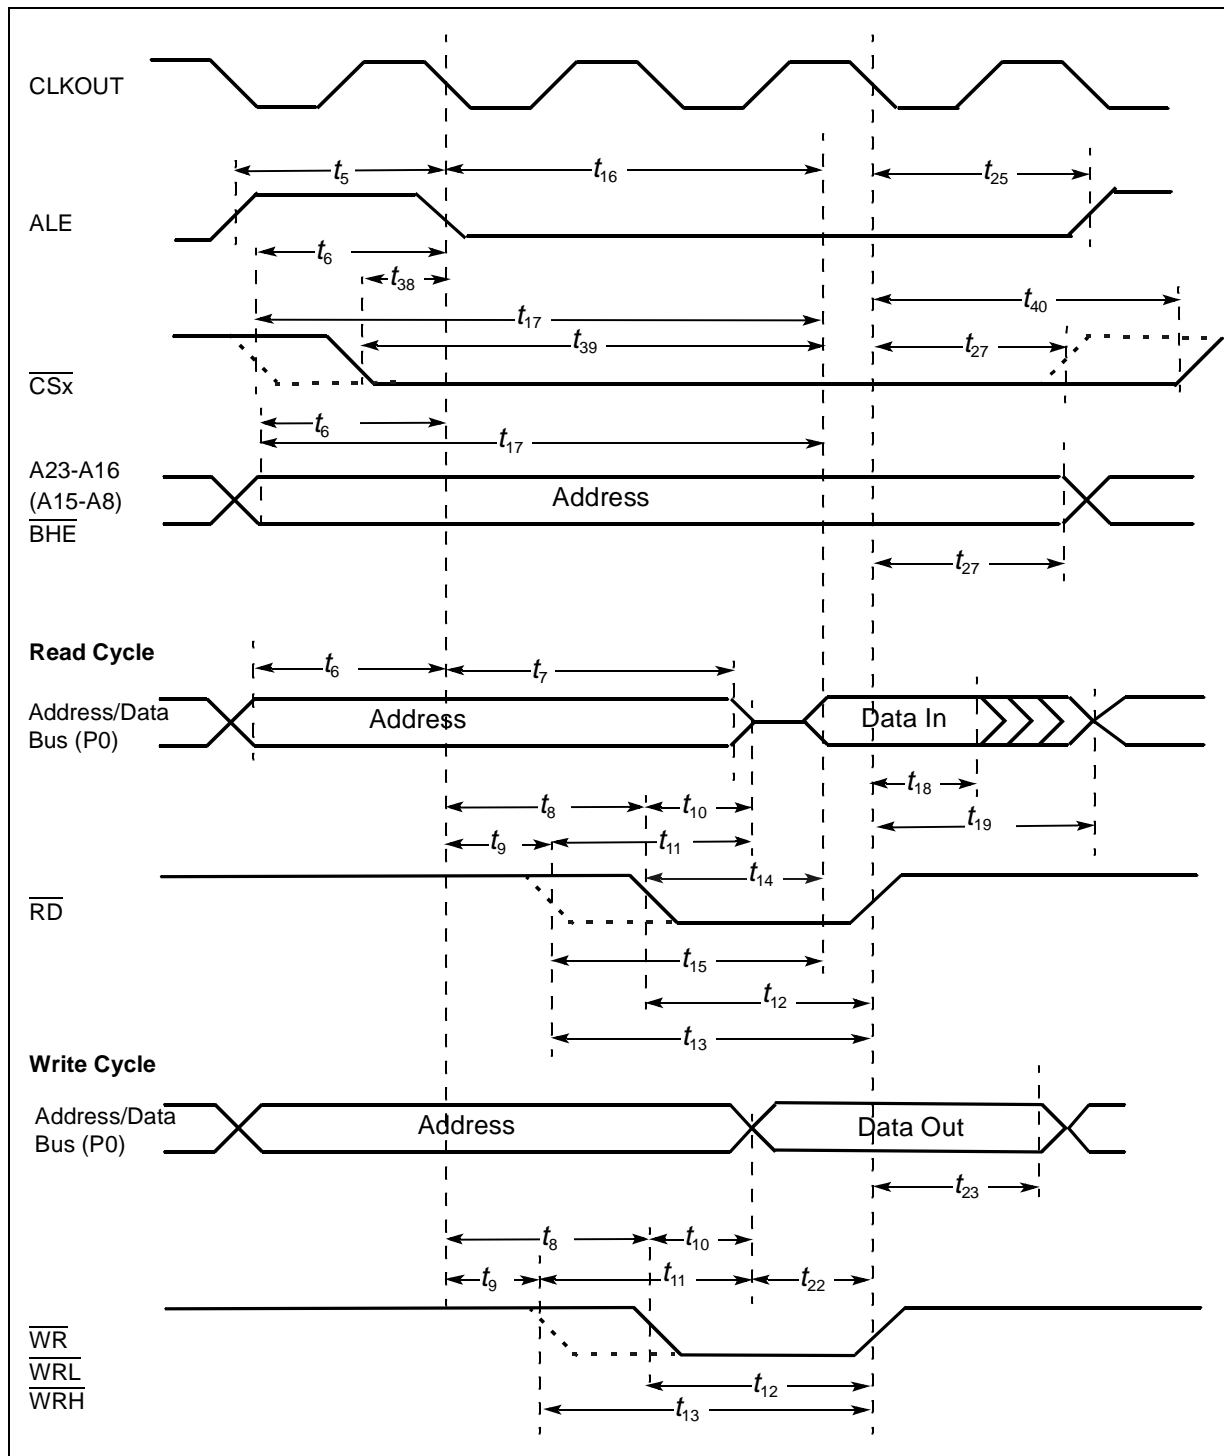 CLKOUT
t5 t16 t25
ALE
t6
t38
t40
t17
t39 t27
CSx
t6
t17
A23-A16
(A15-A8) Address
BHE
t27
Read Cycle
t6 t7
Address/Data
Bus (P0) Address Data In
t18
t8 t10
t19
t9 t11
t14
RD
t15
t12
t13
Write Cycle
Address/Data
Bus (P0) Address Data Out
t23
t8 t10
t9 t11 t22
WR
WRL
WRH
t12
t13